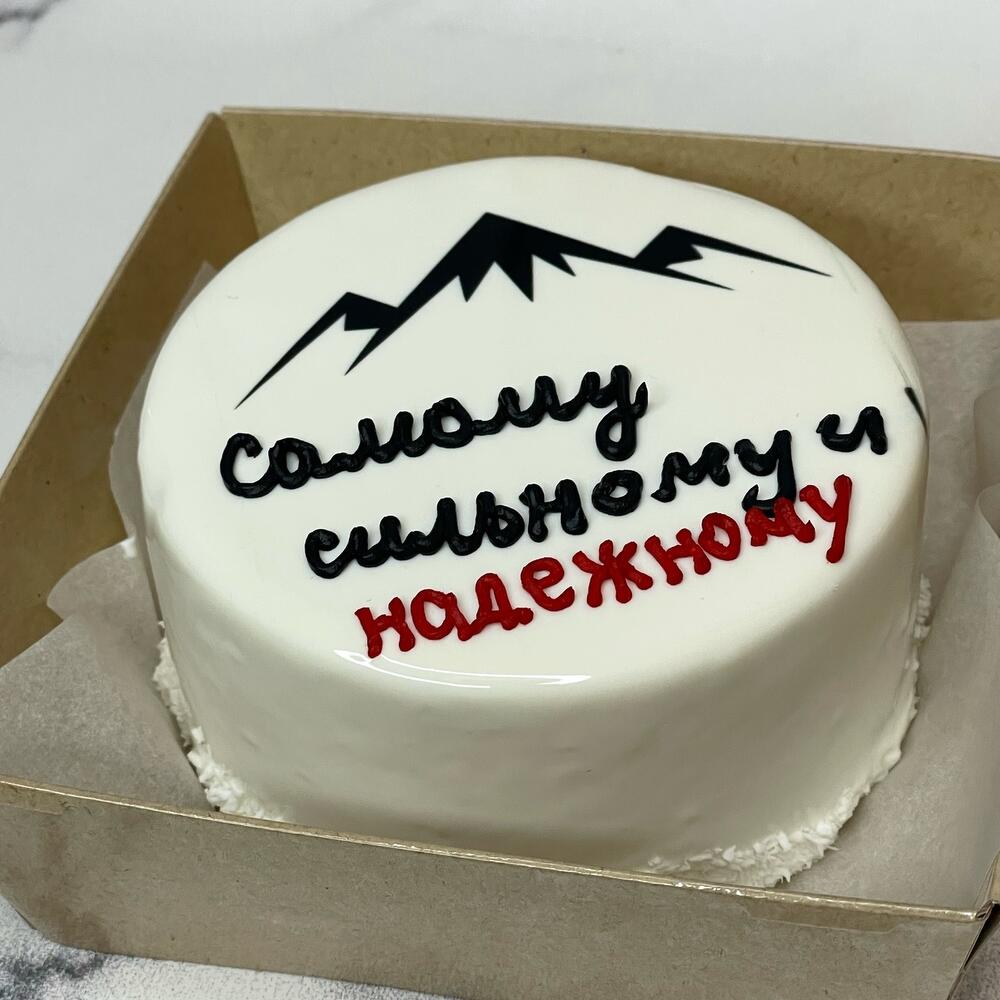 самому
сильному и
надежному